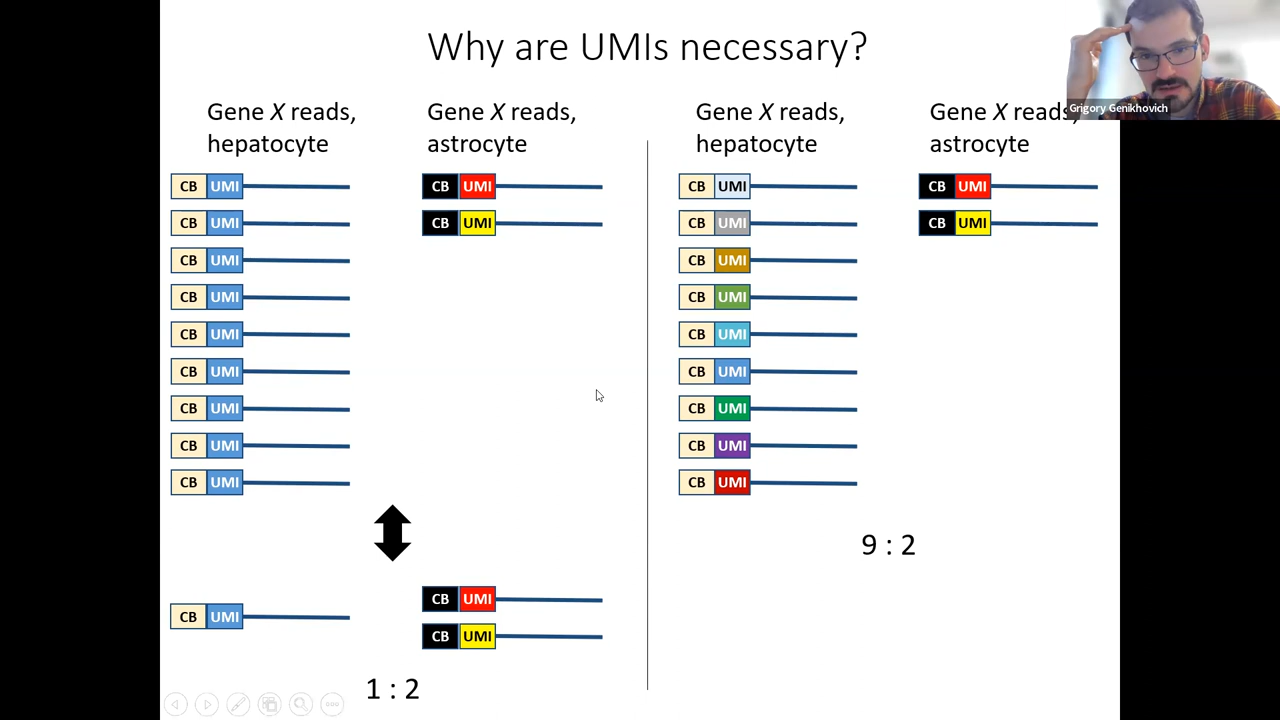 Why are UMIs necessary?
Grigory Genikhovich
Gene X reads,
hepatocyte
Gene X reads,
astrocyte
Gene X reads,
hepatocyte
Gene X reads,
astrocyte
CB UMI
CB UMI
CB UMI
CB UMI
CB UMI
CB UMI
CB UMI
CB UMI
CB UMI
CB UMI
CB UMI
CB UMI
CB UMI
CB UMI
1 : 2
CB UMI
CB UMI
CB UMI
CB UMI
CB UMI
CB UMI
CB UMI
CB UMI
CB UMI
CB UMI
CB UMI
9 : 2